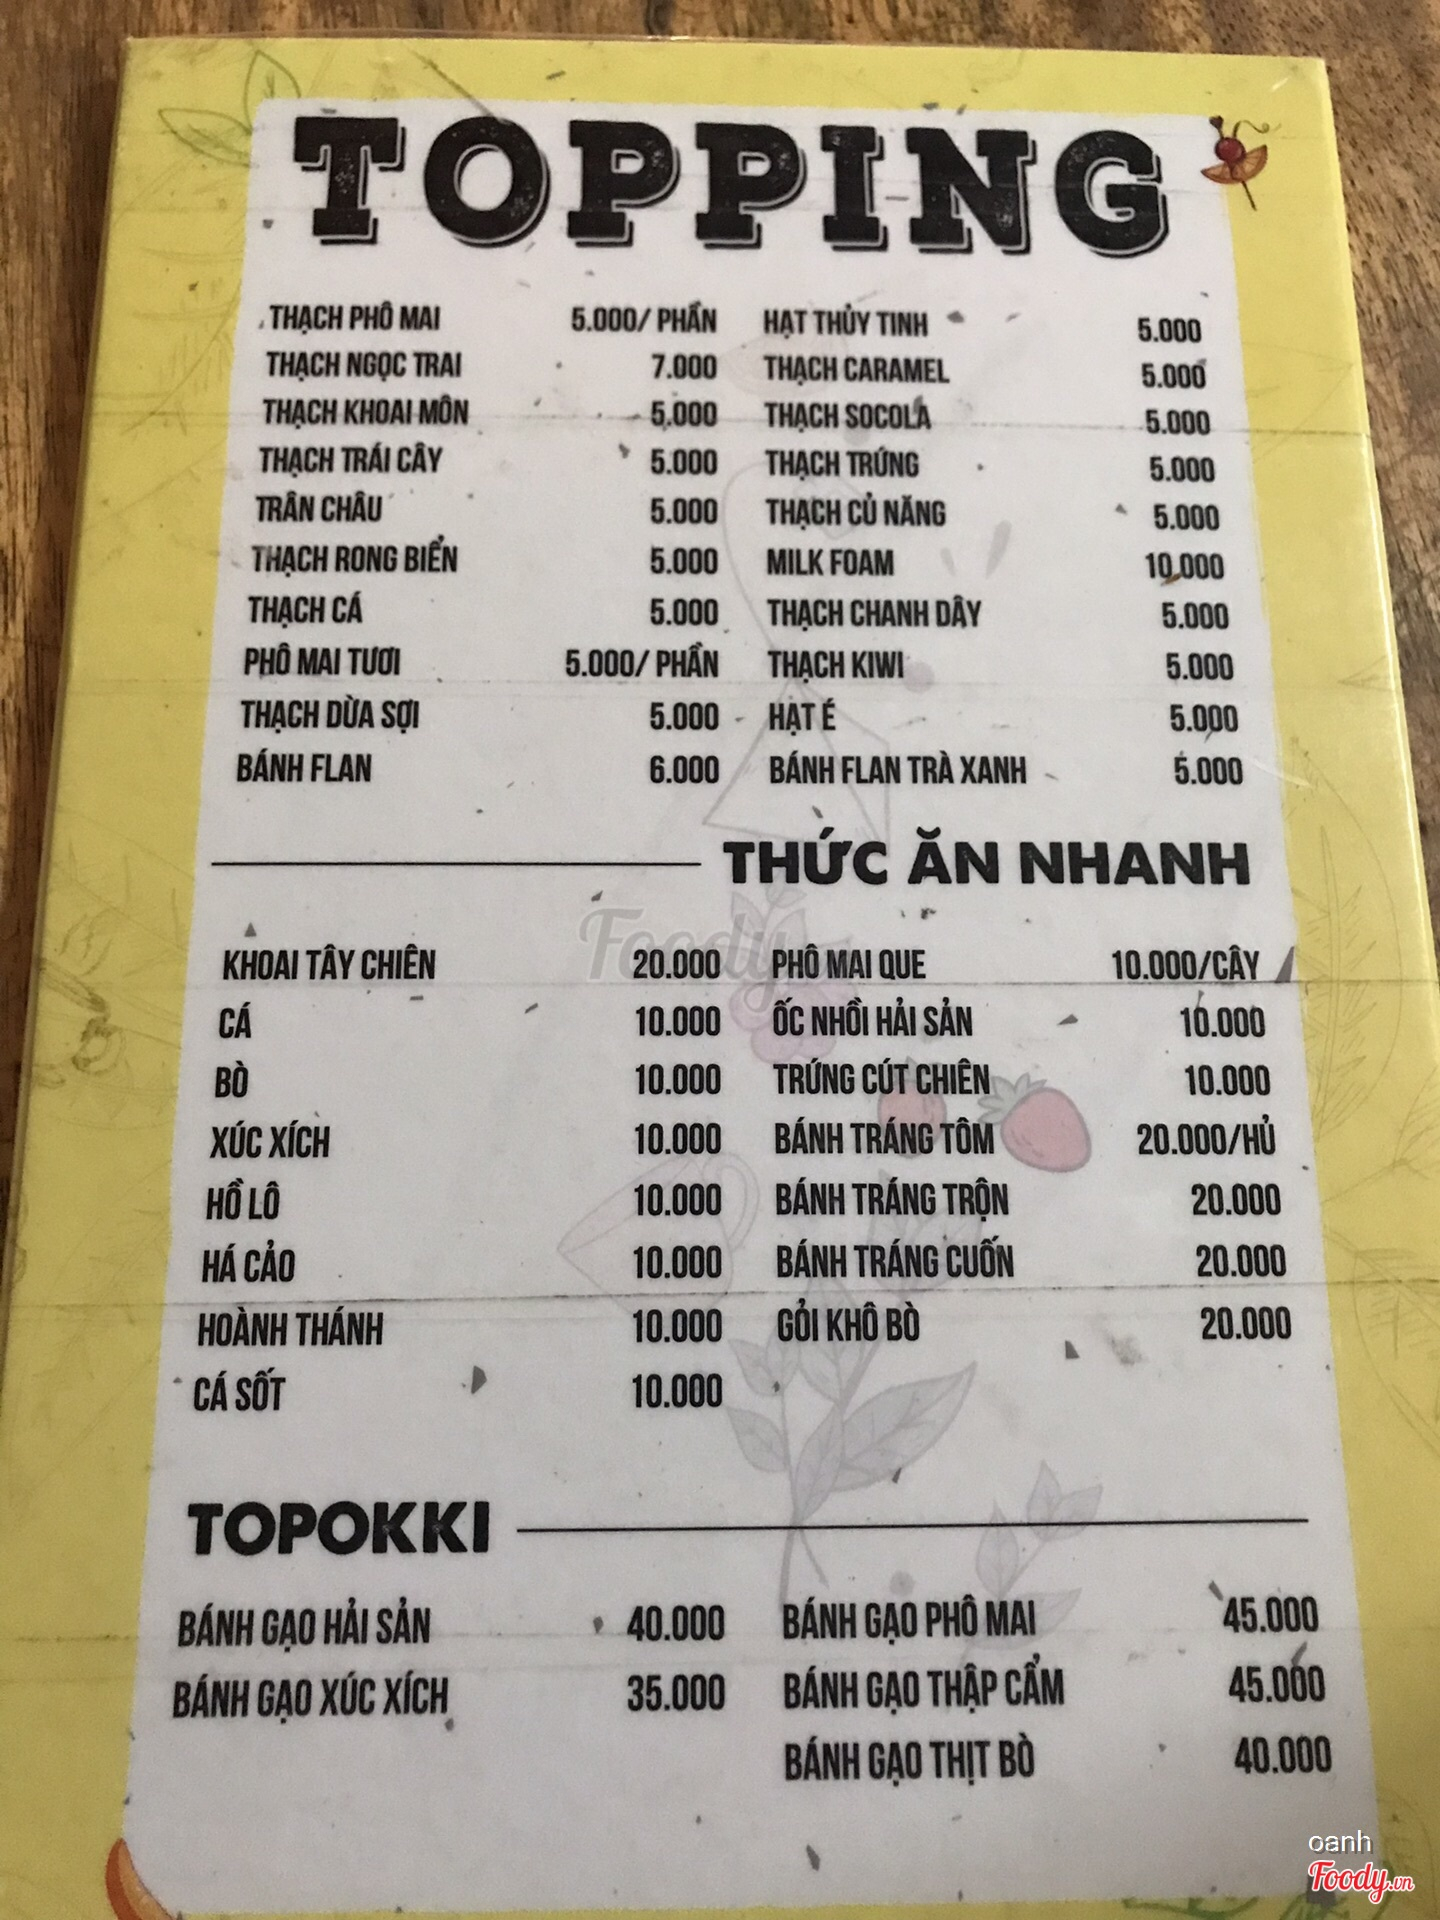 TOPPING
THẠCH PHÔ MAI 5.000/ PHẦN HẠT THỦY TINH 5.000
THẠCH NGỌC TRAI 7.000 THẠCH CARAMEL 5.000
THẠCH KHOAI MÔN 5.000 THẠCH SOCOLA 5.000
THẠCH TRÁI CÂY 5.000 THẠCH TRỨNG 5.000
TRÂN CHÂU 5.000 THẠCH CỦ NĂNG 5.000
THẠCH RONG BIỂN 5.000 MILK FOAM 10.000
THẠCH CÁ 5.000 THẠCH CHANH DÂY 5.000
PHÔ MAI TƯƠI 5.000/ PHẦN THẠCH KIWI 5.000
THẠCH DỪA SỢI 5.000 HẠT É 5.000
BÁNH FLAN 6.000 BÁNH FLAN TRÀ XANH 5.000
THỨC ĂN NHANH
Foody
KHOAI TÂY CHIÊN 20.000 PHÔ MAI QUE 10.000/CÂY
CÁ 10.000 ỐC NHỒI HẢI SẢN 10.000
BÒ 10.000 TRỨNG CÚT CHIÊN 10.000
XÚC XÍCH 10.000 BÁNH TRÁNG TÔM 20.000/HỦ
HỒ LÔ 10.000 BÁNH TRÁNG TRỘN 20.000
HÁ CẢO 10.000 BÁNH TRÁNG CUỐN 20.000
HOÀNH THÁNH 10.000 GỎI KHÔ BÒ 20.000
CÁ SỐT 10.000
TOPOKKI
BÁNH GẠO HẢI SẢN 40.000 BÁNH GẠO PHÔ MAI 45.000
BÁNH GẠO XÚC XÍCH 35.000 BÁNH GẠO THẬP CẨM 45.000
BÁNH GẠO THỊT BÒ 40.000
oanh
Foody.vn